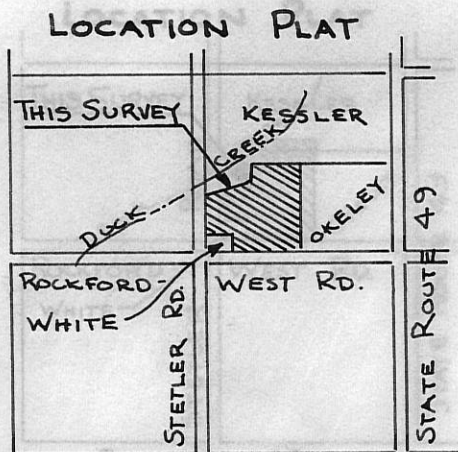 LOCATION PLAT
THIS SURVEY
KESSLER
DUCK CREEK
OKELEY
ROCKFORD- WEST RD.
WHITE
STETLER RD.
STATE ROUTE 49